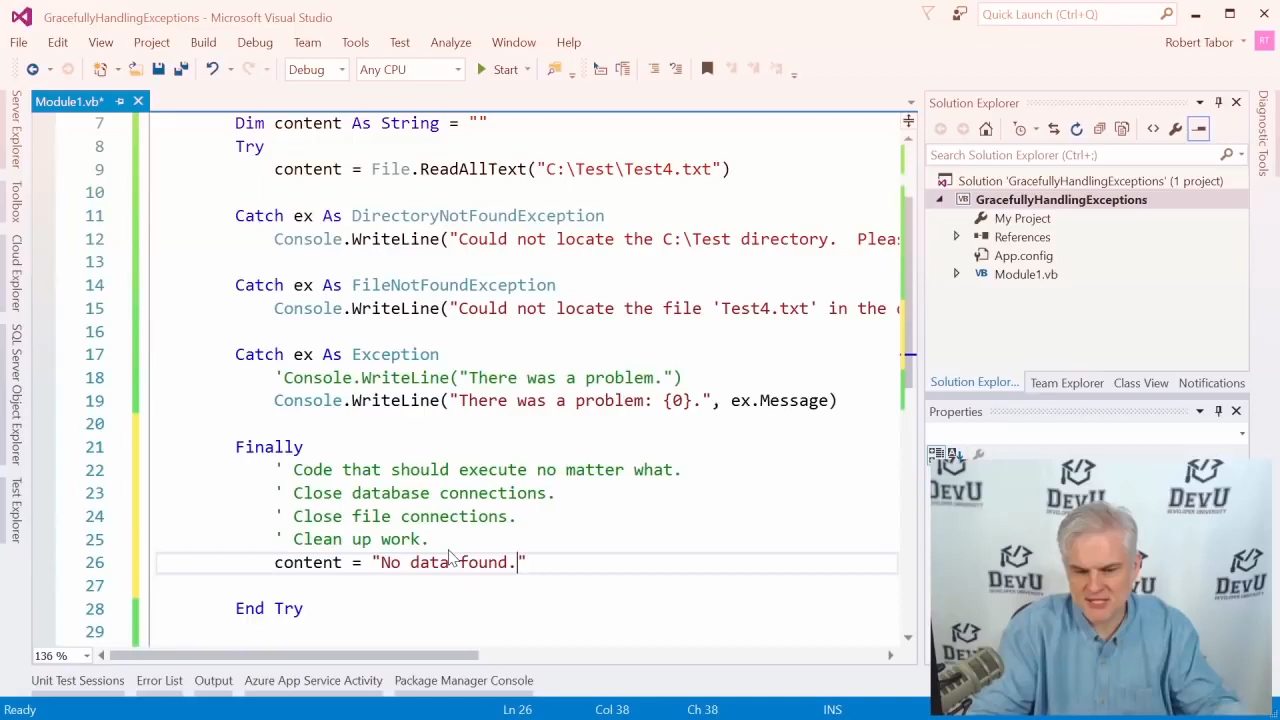 GracefullyHandlingExceptions - Microsoft Visual Studio
Quick Launch (Ctrl+Q)
File Edit View Project Build Debug Team Tools Test Analyze Window Help
Robert Tabor
RT
Debug Any CPU Start
Module1.vb*
7 Dim content As String = ""
8 Try
9 content = File.ReadAllText("C:\Test\Test4.txt")
10
11 Catch ex As DirectoryNotFoundException
12 Console.WriteLine("Could not locate the C:\Test directory.  Plea
13
14 Catch ex As FileNotFoundException
15 Console.WriteLine("Could not locate the file 'Test4.txt' in the
16
17 Catch ex As Exception
18 'Console.WriteLine("There was a problem.")
19 Console.WriteLine("There was a problem: {0}.", ex.Message)
20
21 Finally
22 ' Code that should execute no matter what.
23 ' Close database connections.
24 ' Close file connections.
25 ' Clean up work.
26 content = "No data found."
27
28 End Try
29
136 %
Server Explorer
Toolbox
Cloud Explorer
SQL Server Object Explorer
Test Explorer
Solution Explorer
Search Solution Explorer (Ctrl+;)
Solution 'GracefullyHandlingExceptions' (1 project)
VB GracefullyHandlingExceptions
My Project
References
App.config
VB Module1.vb
Solution Explor... Team Explorer Class View Notifications
Properties
Diagnostic Tools
DEVU
DEVELOPER UNIVERSITY
Unit Test Sessions Error List Output Azure App Service Activity Package Manager Console
Ready Ln 26 Col 38 Ch 38 INS